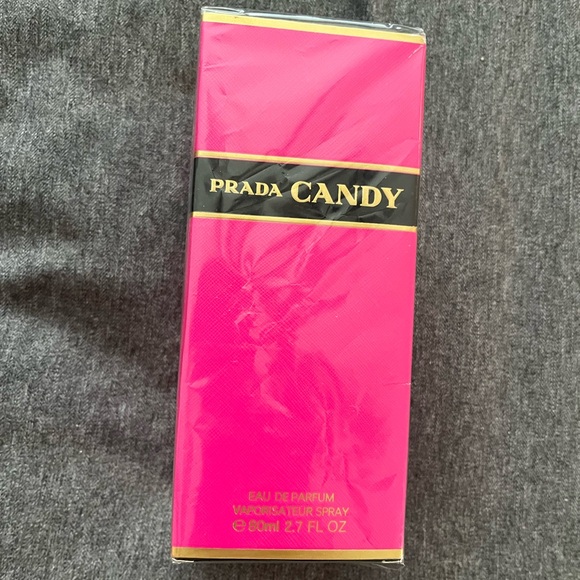 PRADA CANDY
EAU DE PARFUM
VAPORISATEUR SPRAY
℮ 80ml 2.7 FL OZ